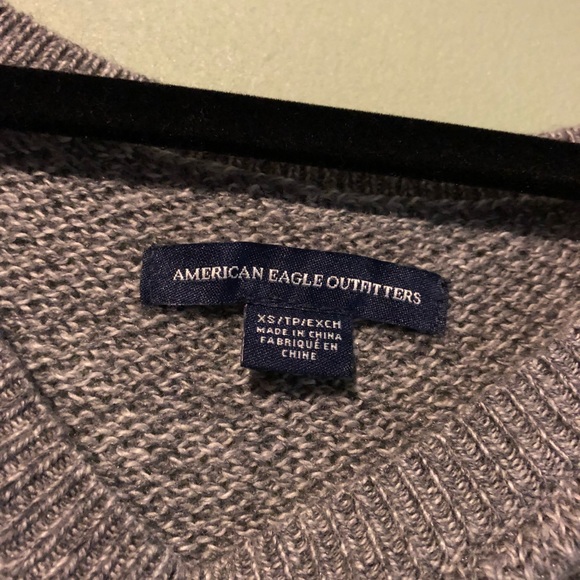 AMERICAN EAGLE OUTFITTERS
XS/TP/EXCH
MADE IN CHINA
FABRIQUÉ EN
CHINE